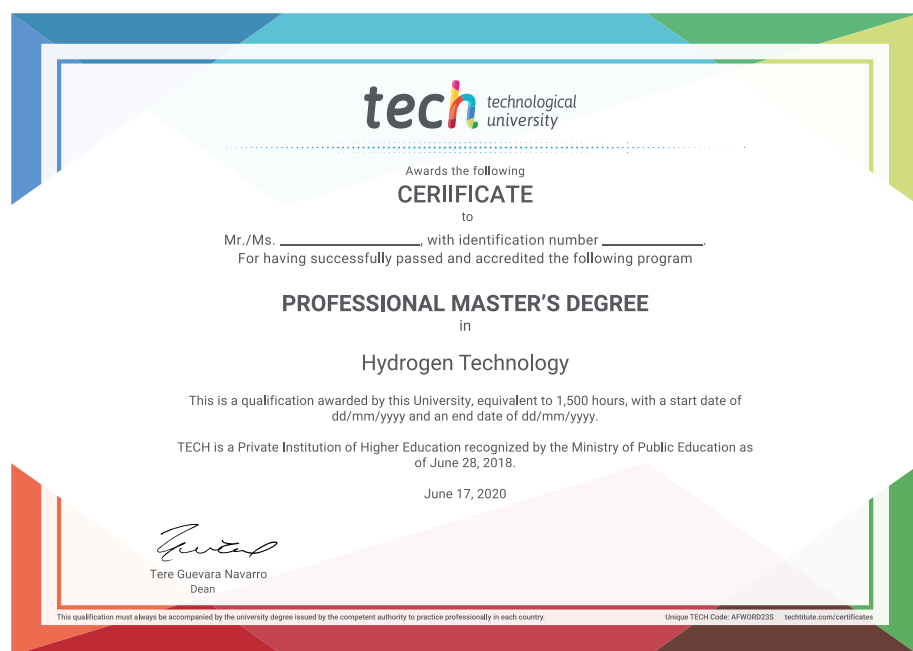 tech technological
university
Awards the following
CERIIFICATE
to
Mr./Ms. ____________________, with identification number ______________.
For having successfully passed and accredited the following program
PROFESSIONAL MASTER'S DEGREE
in
Hydrogen Technology
This is a qualification awarded by this University, equivalent to 1,500 hours, with a start date of
dd/mm/yyyy and an end date of dd/mm/yyyy.
TECH is a Private Institution of Higher Education recognized by the Ministry of Public Education as
of June 28, 2018.
June 17, 2020
Tere Guevara Navarro
Dean
This qualification must always be accompanied by the university degree issued by the competent authority to practice professionally in each country.
Unique TECH Code: AFWORD23S techtitute.com/certificates